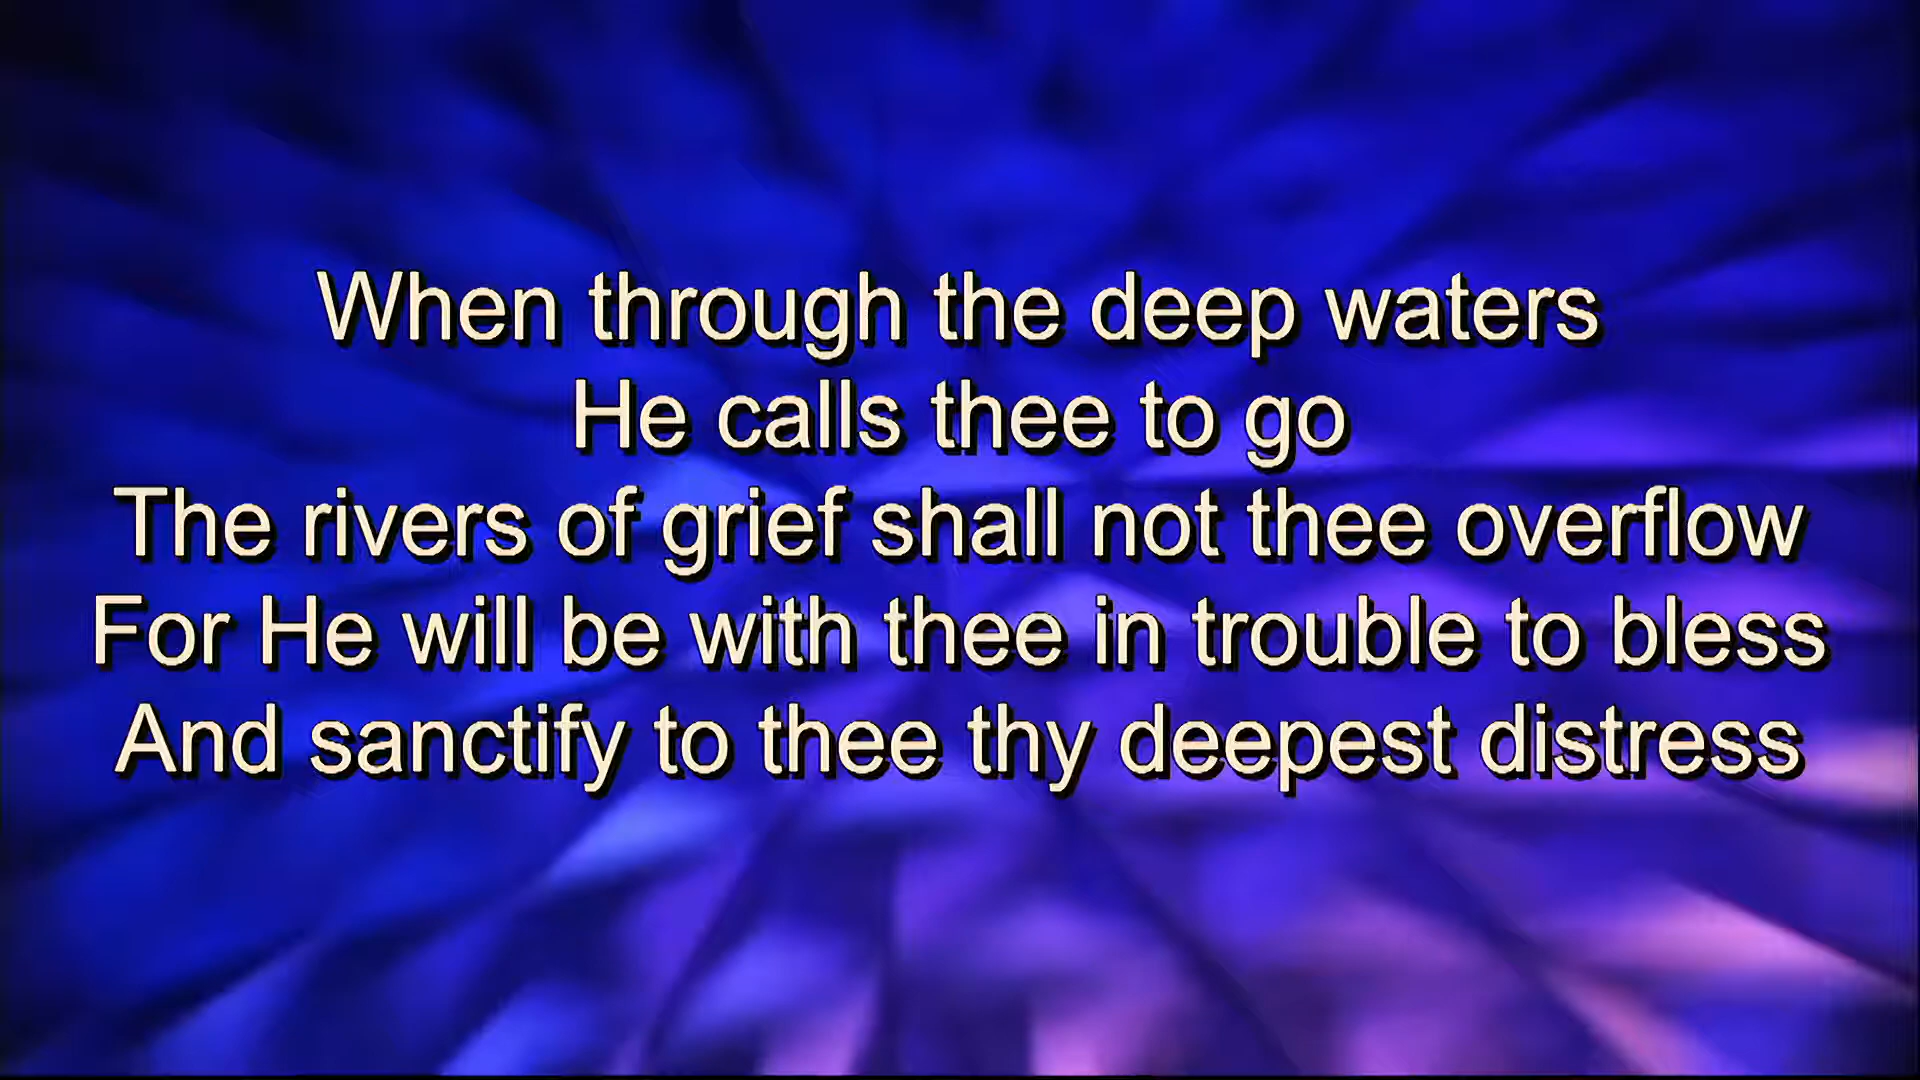 When through the deep waters
He calls thee to go
The rivers of grief shall not thee overflow
For He will be with thee in trouble to bless
And sanctify to thee thy deepest distress